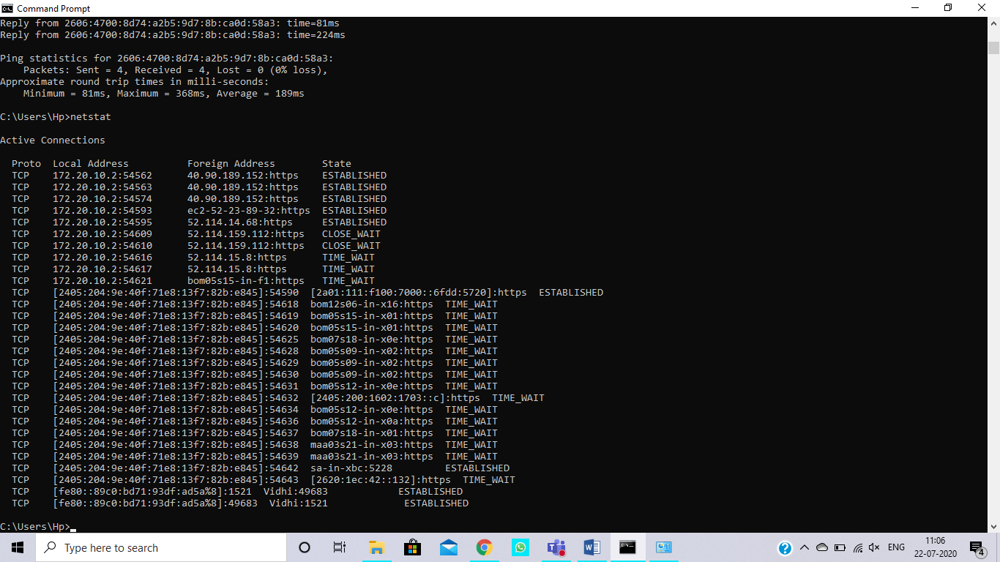 Command Prompt
Reply from 2606:4700:8d74:a2b5:9d7:8b:ca0d:58a3: time=81ms
Reply from 2606:4700:8d74:a2b5:9d7:8b:ca0d:58a3: time=224ms
Ping statistics for 2606:4700:8d74:a2b5:9d7:8b:ca0d:58a3:
Packets: Sent = 4, Received = 4, Lost = 0 (0% loss),
Approximate round trip times in milli-seconds:
Minimum = 81ms, Maximum = 368ms, Average = 189ms
C:\Users\Hp>netstat
Active Connections
Proto  Local Address          Foreign Address        State
TCP    172.20.10.2:54562      40.90.189.152:https    ESTABLISHED
TCP    172.20.10.2:54563      40.90.189.152:https    ESTABLISHED
TCP    172.20.10.2:54574      40.90.189.152:https    ESTABLISHED
TCP    172.20.10.2:54593      ec2-52-23-89-32:https  ESTABLISHED
TCP    172.20.10.2:54595      52.114.14.68:https     ESTABLISHED
TCP    172.20.10.2:54609      52.114.159.112:https   CLOSE_WAIT
TCP    172.20.10.2:54610      52.114.159.112:https   CLOSE_WAIT
TCP    172.20.10.2:54616      52.114.15.8:https      TIME_WAIT
TCP    172.20.10.2:54617      52.114.15.8:https      TIME_WAIT
TCP    172.20.10.2:54621      bom05s15-in-f1:https   TIME_WAIT
TCP    [2405:204:9e:40f:71e8:13f7:82b:e845]:54590  [2a01:111:f100:7000::6fdd:5720]:https  ESTABLISHED
TCP    [2405:204:9e:40f:71e8:13f7:82b:e845]:54618  bom12s06-in-x16:https  TIME_WAIT
TCP    [2405:204:9e:40f:71e8:13f7:82b:e845]:54619  bom05s15-in-x01:https  TIME_WAIT
TCP    [2405:204:9e:40f:71e8:13f7:82b:e845]:54620  bom05s15-in-x01:https  TIME_WAIT
TCP    [2405:204:9e:40f:71e8:13f7:82b:e845]:54625  bom07s18-in-x0e:https  TIME_WAIT
TCP    [2405:204:9e:40f:71e8:13f7:82b:e845]:54628  bom05s09-in-x02:https  TIME_WAIT
TCP    [2405:204:9e:40f:71e8:13f7:82b:e845]:54629  bom05s09-in-x02:https  TIME_WAIT
TCP    [2405:204:9e:40f:71e8:13f7:82b:e845]:54630  bom05s09-in-x02:https  TIME_WAIT
TCP    [2405:204:9e:40f:71e8:13f7:82b:e845]:54631  bom05s12-in-x0e:https  TIME_WAIT
TCP    [2405:204:9e:40f:71e8:13f7:82b:e845]:54632  [2405:200:1602:1703::c]:https  TIME_WAIT
TCP    [2405:204:9e:40f:71e8:13f7:82b:e845]:54634  bom05s12-in-x0e:https  TIME_WAIT
TCP    [2405:204:9e:40f:71e8:13f7:82b:e845]:54636  bom05s12-in-x0a:https  TIME_WAIT
TCP    [2405:204:9e:40f:71e8:13f7:82b:e845]:54637  bom07s18-in-x01:https  TIME_WAIT
TCP    [2405:204:9e:40f:71e8:13f7:82b:e845]:54638  maa03s21-in-x03:https  TIME_WAIT
TCP    [2405:204:9e:40f:71e8:13f7:82b:e845]:54639  maa03s21-in-x03:https  TIME_WAIT
TCP    [2405:204:9e:40f:71e8:13f7:82b:e845]:54642  sa-in-xbc:5228         ESTABLISHED
TCP    [2405:204:9e:40f:71e8:13f7:82b:e845]:54643  [2620:1ec:42::132]:https  TIME_WAIT
TCP    [fe80::89c0:bd71:93df:ad5a%8]:1521  Vidhi:49683            ESTABLISHED
TCP    [fe80::89c0:bd71:93df:ad5a%8]:49683  Vidhi:1521             ESTABLISHED
C:\Users\Hp>
Type here to search
ENG
11:06
22-07-2020
4